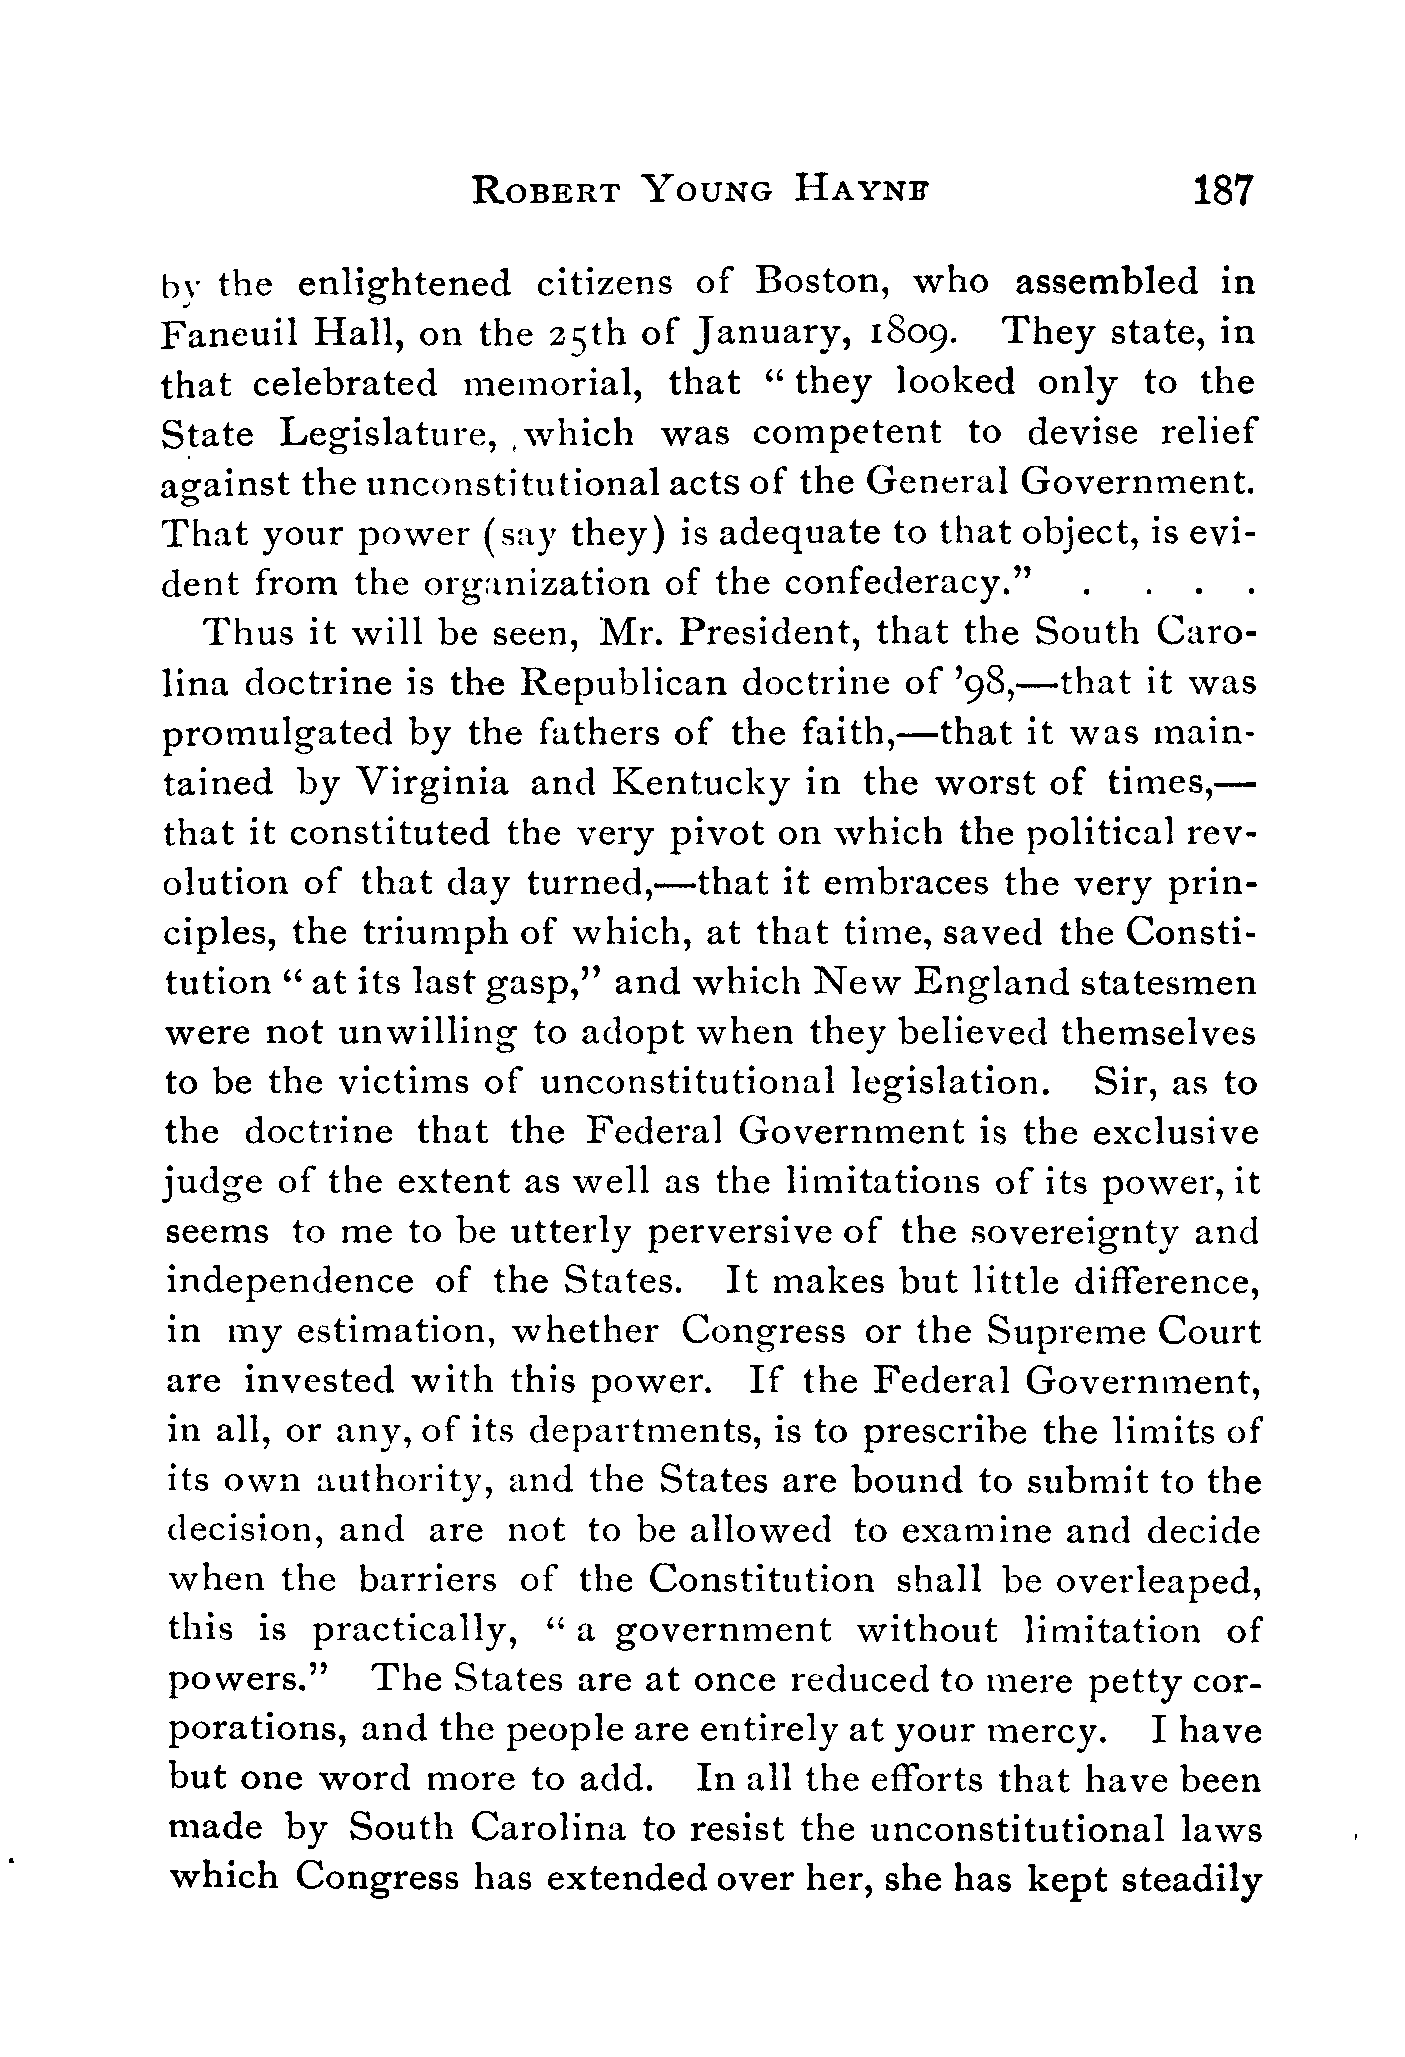 ROBERT YOUNG HAYNE 187
by the enlightened citizens of Boston, who assembled in
Faneuil Hall, on the 25th of January, 1809. They state, in
that celebrated memorial, that “ they looked only to the
State Legislature, which was competent to devise relief
against the unconstitutional acts of the General Government.
That your power (say they) is adequate to that object, is evi-
dent from the organization of the confederacy.” . . . .
Thus it will be seen, Mr. President, that the South Caro-
lina doctrine is the Republican doctrine of ’98,—that it was
promulgated by the fathers of the faith,—that it was main-
tained by Virginia and Kentucky in the worst of times,—
that it constituted the very pivot on which the political rev-
olution of that day turned,—that it embraces the very prin-
ciples, the triumph of which, at that time, saved the Consti-
tution “ at its last gasp,” and which New England statesmen
were not unwilling to adopt when they believed themselves
to be the victims of unconstitutional legislation. Sir, as to
the doctrine that the Federal Government is the exclusive
judge of the extent as well as the limitations of its power, it
seems to me to be utterly perversive of the sovereignty and
independence of the States. It makes but little difference,
in my estimation, whether Congress or the Supreme Court
are invested with this power. If the Federal Government,
in all, or any, of its departments, is to prescribe the limits of
its own authority, and the States are bound to submit to the
decision, and are not to be allowed to examine and decide
when the barriers of the Constitution shall be overleaped,
this is practically, “ a government without limitation of
powers.” The States are at once reduced to mere petty cor-
porations, and the people are entirely at your mercy. I have
but one word more to add. In all the efforts that have been
made by South Carolina to resist the unconstitutional laws
which Congress has extended over her, she has kept steadily